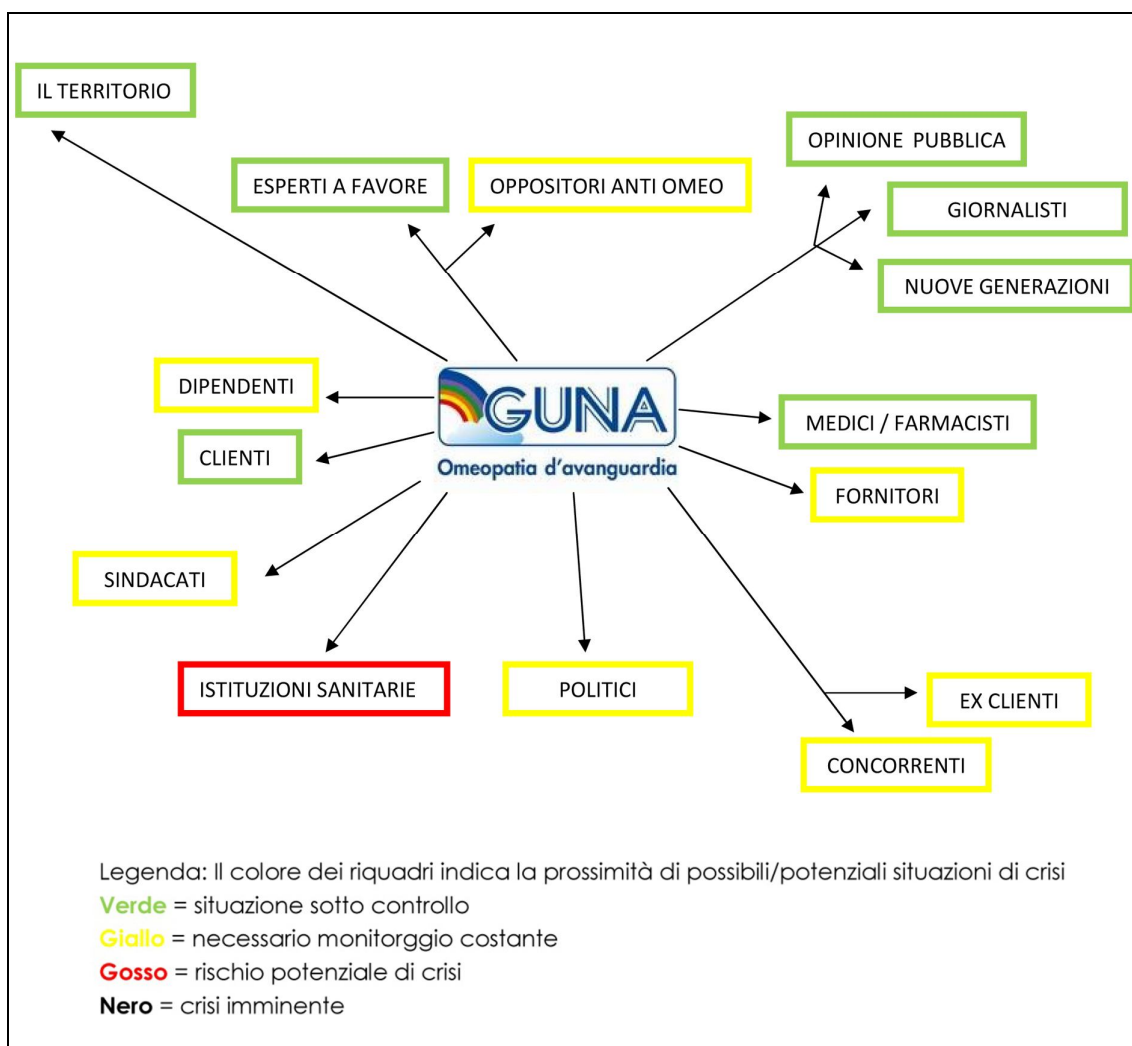 IL TERRITORIO
OPINIONE PUBBLICA
ESPERTI A FAVORE
OPPOSITORI ANTI OMEO
GIORNALISTI
NUOVE GENERAZIONI
DIPENDENTI
GUNA
MEDICI / FARMACISTI
CLIENTI
Omeopatia d'avanguardia
FORNITORI
SINDACATI
ISTITUZIONI SANITARIE
POLITICI
EX CLIENTI
CONCORRENTI
Legenda: Il colore dei riquadri indica la prossimità di possibili/potenziali situazioni di crisi
Verde = situazione sotto controllo
Giallo = necessario monitorggio costante
Gosso = rischio potenziale di crisi
Nero = crisi imminente